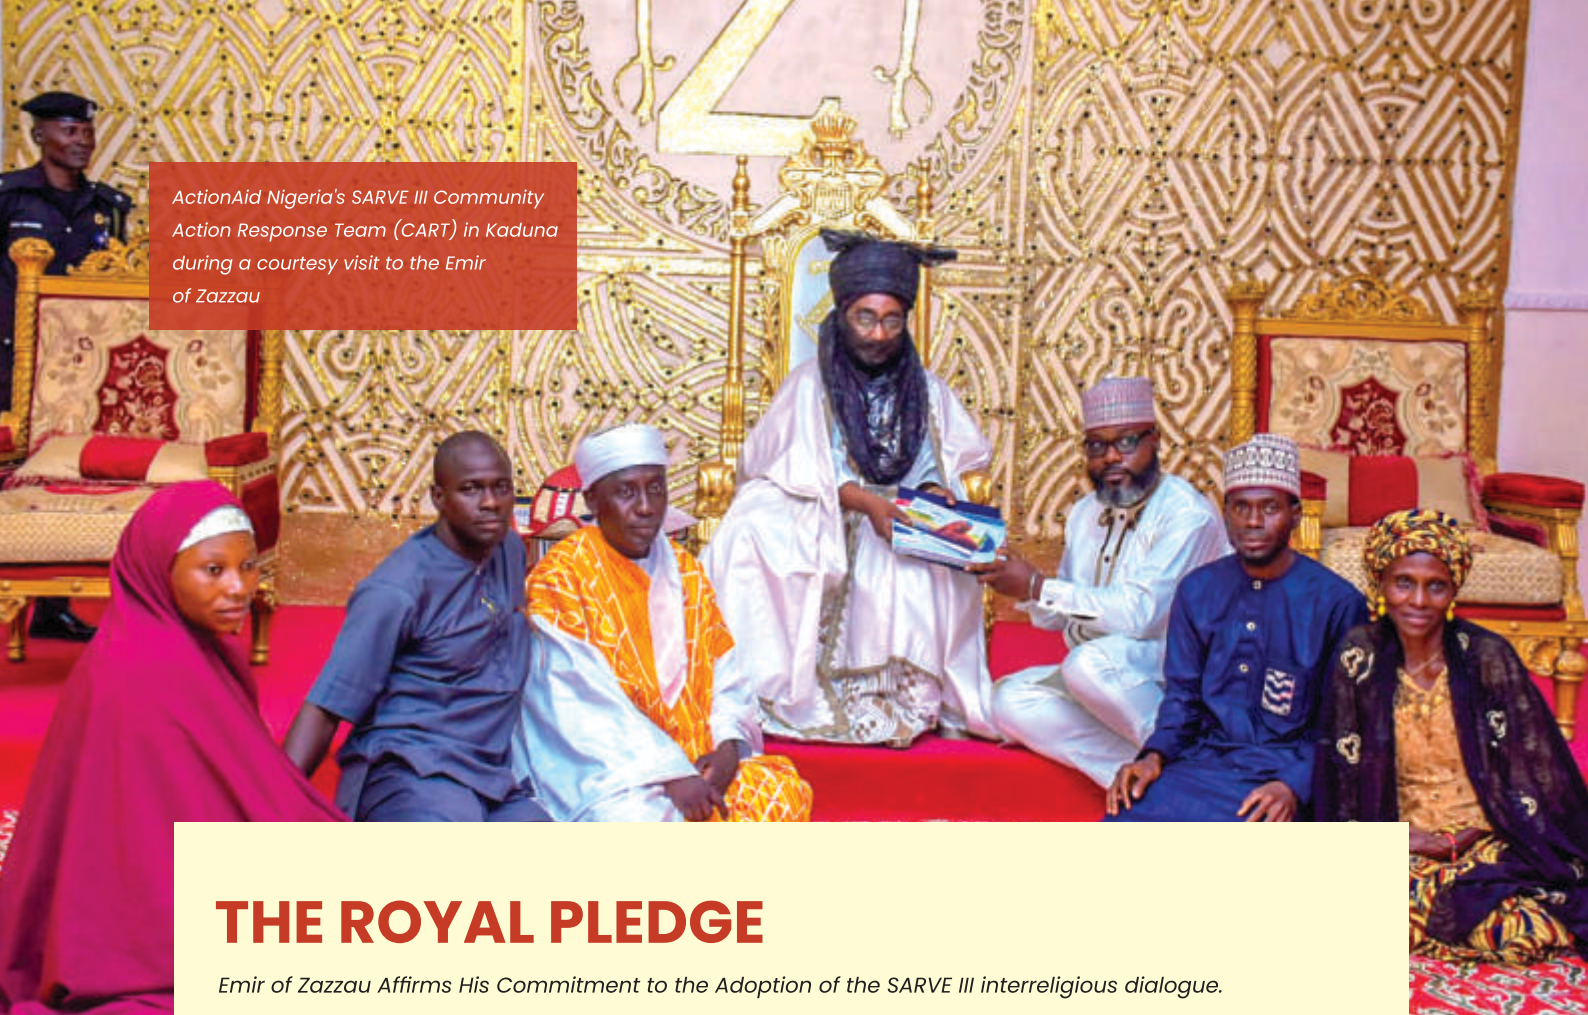 Z
ActionAid Nigeria's SARVE III Community
Action Response Team (CART) in Kaduna
during a courtesy visit to the Emir
of Zazzau
THE ROYAL PLEDGE
Emir of Zazzau Affirms His Commitment to the Adoption of the SARVE III interreligious dialogue.